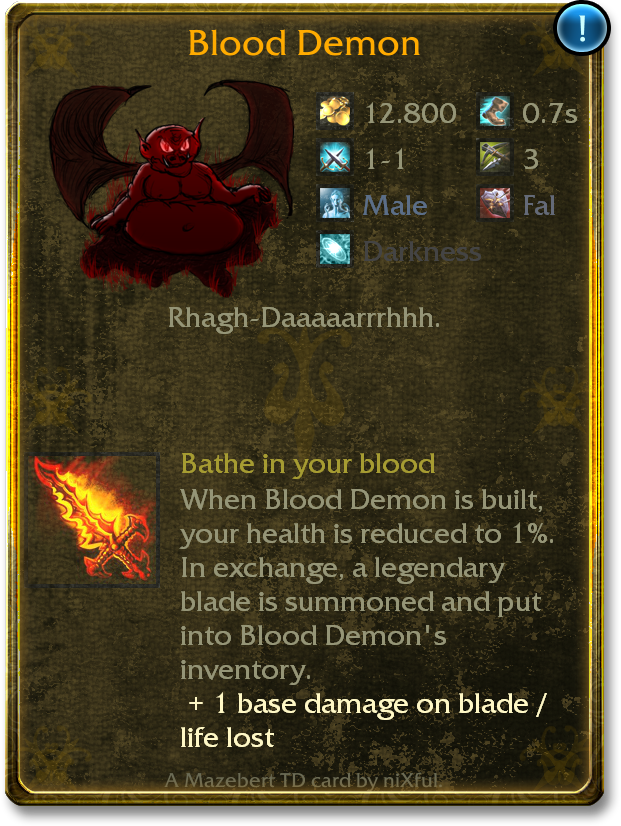 !
Blood Demon
12.800 0.7s
1-1 3
Male Fal
Darkness
Rhagh-Daaaaarrrhhh.
Bathe in your blood
When Blood Demon is built,
your health is reduced to 1%.
In exchange, a legendary
blade is summoned and put
into Blood Demon's
inventory.
+ 1 base damage on blade /
life lost
A Mazebert TD card by niXful.